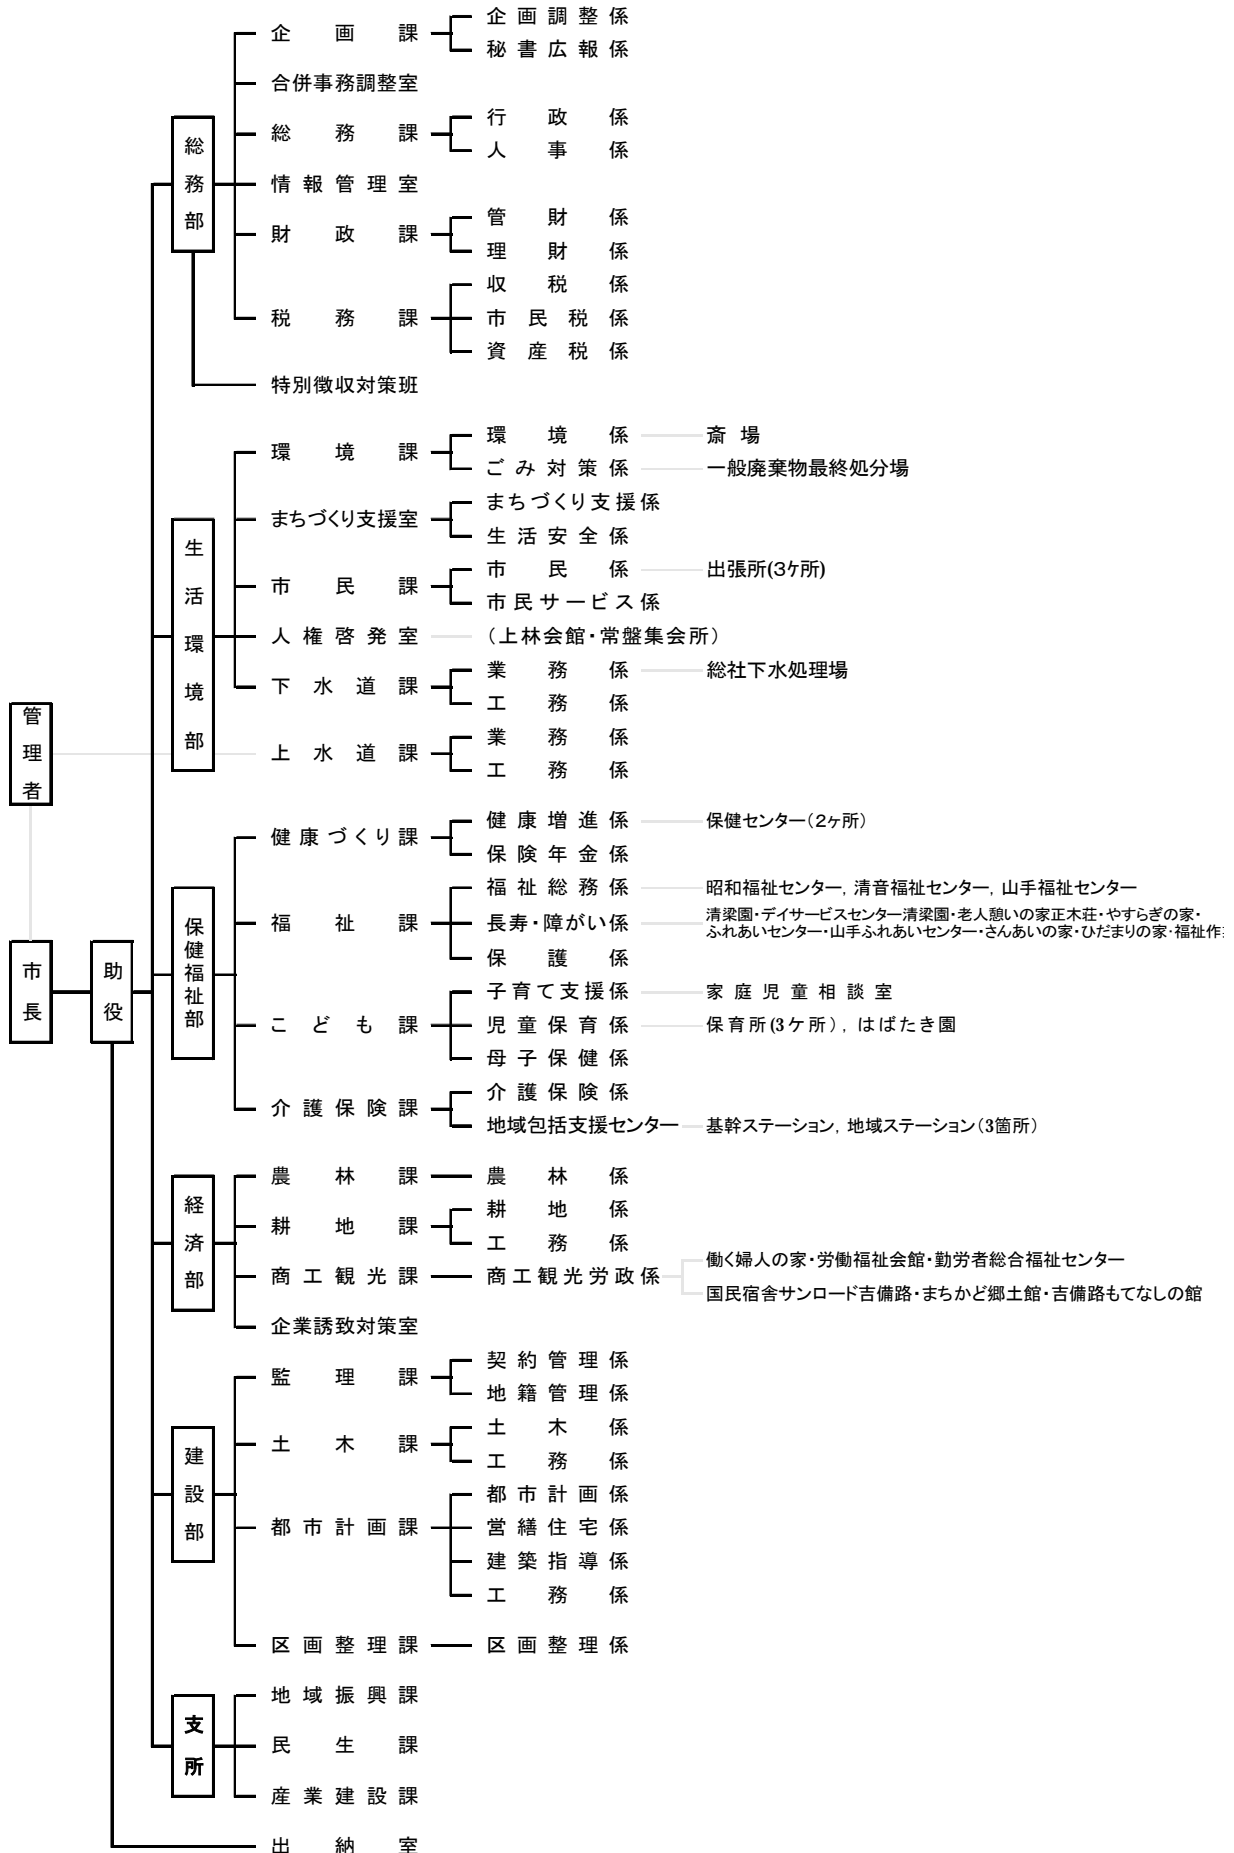 企画課
企画調整係
秘書広報係
合併事務調整室
総務部
総務課
行政係
人事係
情報管理室
財政課
管財係
理財係
税務課
収税係
市民税係
資産税係
特別徴収対策班
環境課
環境係
斎場
ごみ対策係
一般廃棄物最終処分場
生活環境部
まちづくり支援室
まちづくり支援係
生活安全係
市民課
市民係
出張所(3ケ所)
市民サービス係
人権啓発室
(上林会館・常盤集会所)
下水道課
業務係
総社下水処理場
工務係
管理者
上水道課
業務係
工務係
健康づくり課
健康増進係
保健センター(2ヶ所)
保険年金係
保健福祉部
福祉課
福祉総務係
昭和福祉センター, 清音福祉センター, 山手福祉センター
長寿・障がい係
清梁園・デイサービスセンター清梁園・老人憩いの家正木荘・やすらぎの家・
ふれあいセンター・山手ふれあいセンター・さんあいの家・ひだまりの家・福祉作
保護係
市長
助役
こども課
子育て支援係
家庭児童相談室
児童保育係
保育所(3ケ所), はばたき園
母子保健係
介護保険課
介護保険係
地域包括支援センター
基幹ステーション, 地域ステーション(3箇所)
経済部
農林課
農林係
耕地課
耕地係
工務係
商工観光課
商工観光労政係
働く婦人の家・労働福祉会館・勤労者総合福祉センター
国民宿舎サンロード吉備路・まちかど郷土館・吉備路もてなしの館
企業誘致対策室
建設部
監理課
契約管理係
地籍管理係
土木課
土木係
工務係
都市計画課
都市計画係
営繕住宅係
建築指導係
工務係
区画整理課
区画整理係
支所
地域振興課
民生課
産業建設課
出納室